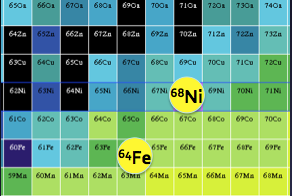 65Ga 66Ga 67Ga 68Ga 69Ga 70Ga 71Ga 72Ga 73Ga 74Ga
64Zn 65Zn 66Zn 67Zn 68Zn 69Zn 70Zn 71Zn 72Zn 73Zn
63Cu 64Cu 65Cu 66Cu 67Cu 68Cu 69Cu 70Cu 71Cu 72Cu
62Ni 63Ni 64Ni 65Ni 66Ni 67Ni 68Ni 69Ni 70Ni 71Ni
61Co 62Co 63Co 64Co 65Co 66Co 67Co 68Co 69Co 70Co
60Fe 61Fe 62Fe 63Fe 64Fe 65Fe 66Fe 67Fe 68Fe 69Fe
59Mn 60Mn 61Mn 62Mn 63Mn 64Mn 65Mn 66Mn 67Mn 68Mn